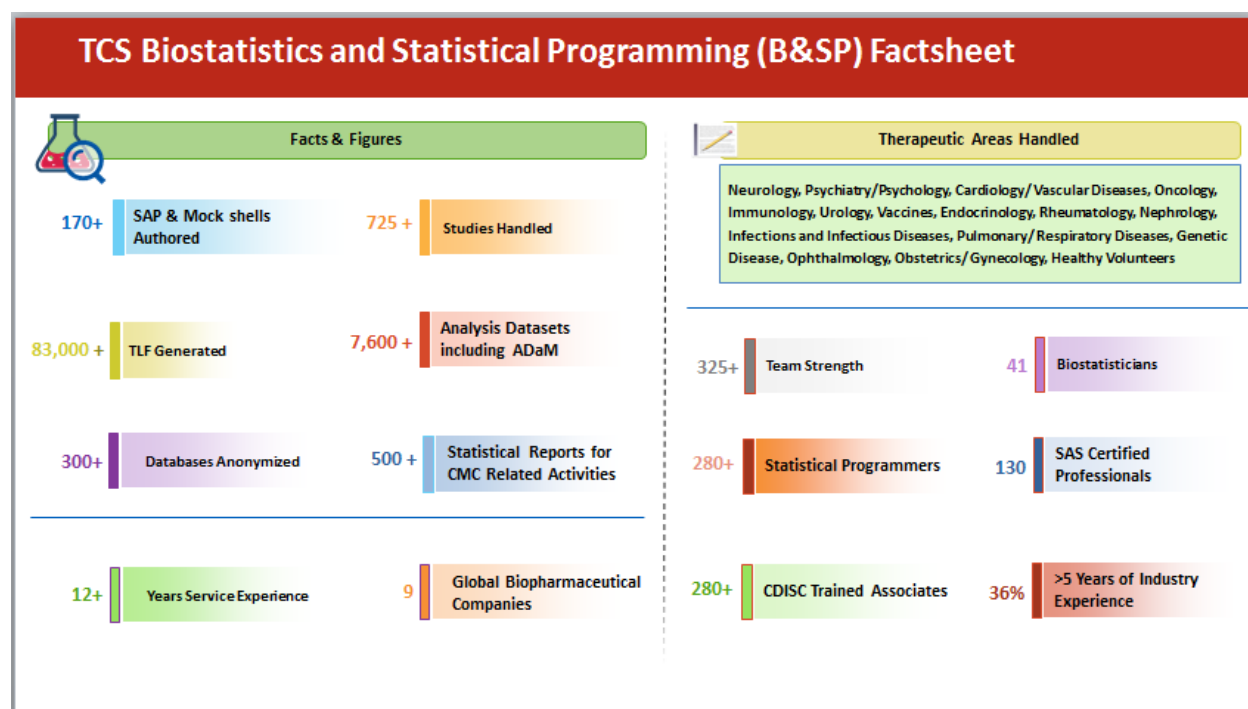 TCS Biostatistics and Statistical Programming (B&SP) Factsheet
Facts & Figures
170+
SAP & Mock shells
Authored
725 +
Studies Handled
83,000 +
TLF Generated
7,600 +
Analysis Datasets
including ADaM
300+
Databases Anonymized
500 +
Statistical Reports for
CMC Related Activities
12+
Years Service Experience
9
Global Biopharmaceutical
Companies
Therapeutic Areas Handled
Neurology, Psychiatry/Psychology, Cardiology/Vascular Diseases, Oncology,
Immunology, Urology, Vaccines, Endocrinology, Rheumatology, Nephrology,
Infections and Infectious Diseases, Pulmonary/Respiratory Diseases, Genetic
Disease, Ophthalmology, Obstetrics/Gynecology, Healthy Volunteers
325+
Team Strength
41
Biostatisticians
280+
Statistical Programmers
130
SAS Certified
Professionals
280+
CDISC Trained Associates
36%
>5 Years of Industry
Experience